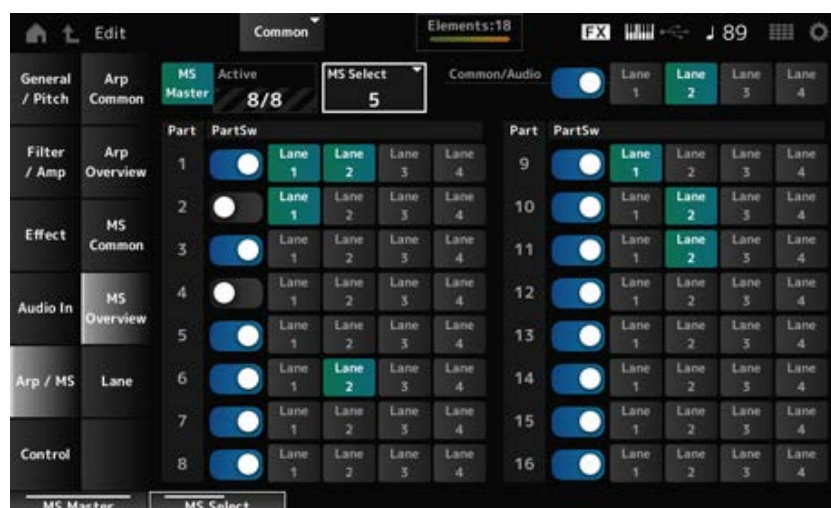 Edit Common Elements:18 FX 89
General / Pitch
Arp Common
MS Master
Active
8/8
MS Select
5
Common/Audio
Lane 1 Lane 2 Lane 3 Lane 4
Part PartSw Part PartSw
Filter / Amp
Arp Overview
Effect
MS Common
Audio In
MS Overview
Arp / MS
Lane
Control
1 Lane 1 Lane 2 Lane 3 Lane 4 9 Lane 1 Lane 2 Lane 3 Lane 4
2 Lane 1 Lane 2 Lane 3 Lane 4 10 Lane 1 Lane 2 Lane 3 Lane 4
3 Lane 1 Lane 2 Lane 3 Lane 4 11 Lane 1 Lane 2 Lane 3 Lane 4
4 Lane 1 Lane 2 Lane 3 Lane 4 12 Lane 1 Lane 2 Lane 3 Lane 4
5 Lane 1 Lane 2 Lane 3 Lane 4 13 Lane 1 Lane 2 Lane 3 Lane 4
6 Lane 1 Lane 2 Lane 3 Lane 4 14 Lane 1 Lane 2 Lane 3 Lane 4
7 Lane 1 Lane 2 Lane 3 Lane 4 15 Lane 1 Lane 2 Lane 3 Lane 4
8 Lane 1 Lane 2 Lane 3 Lane 4 16 Lane 1 Lane 2 Lane 3 Lane 4
MS Master MS Select